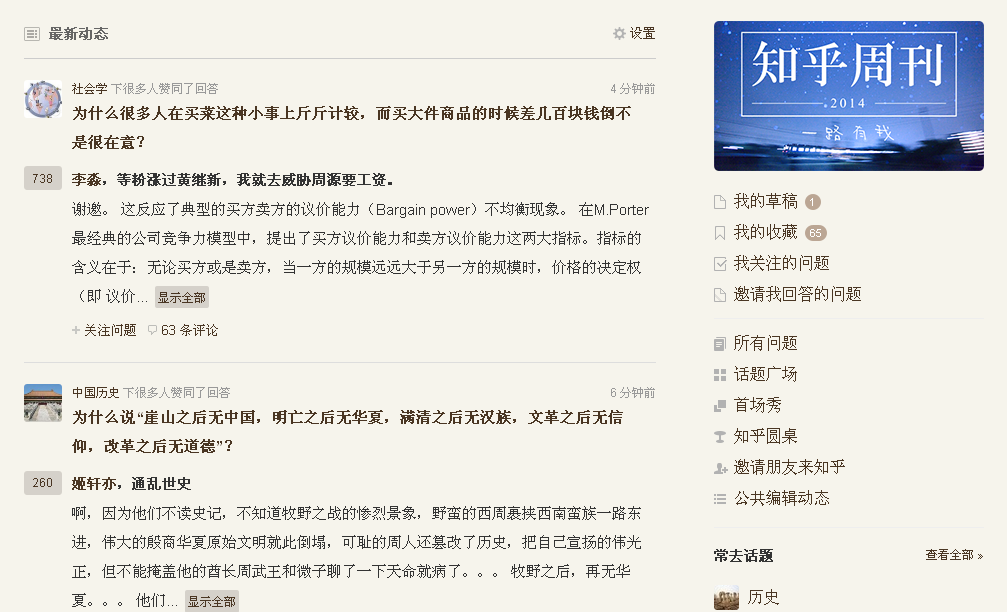 最新动态
设置
社会学 下很多人赞同了回答
4 分钟前
为什么很多人在买菜这种小事上斤斤计较，而买大件商品的时候差几百块钱倒不
是很在意？
738
李淼，等粉涨过黄继新，我就去威胁周源要工资。
谢邀。 这反应了典型的买方卖方的议价能力（Bargain power）不均衡现象。 在M.Porter
最经典的公司竞争力模型中，提出了买方议价能力和卖方议价能力这两大指标。指标的
含义在于：无论买方或是卖方，当一方的规模远远大于另一方的规模时，价格的决定权
（即 议价... 显示全部
关注问题
63 条评论
中国历史 下很多人赞同了回答
6 分钟前
为什么说“崖山之后无中国，明亡之后无华夏，满清之后无汉族，文革之后无信
仰，改革之后无道德”？
260
姬轩亦，通乱世史
啊，因为他们不读史记，不知道牧野之战的惨烈景象，野蛮的西周裹挟西南蛮族一路东
进，伟大的殷商华夏原始文明就此倒塌，可耻的周人还篡改了历史，把自己宣扬的伟光
正，但不能掩盖他的酋长周武王和微子聊了一下天命就病了。。。 牧野之后，再无华
夏。。。 他们... 显示全部
知乎周刊
2014
一路有我
我的草稿 1
我的收藏 65
我关注的问题
邀请我回答的问题
所有问题
话题广场
首场秀
知乎圆桌
邀请朋友来知乎
公共编辑动态
常去话题
查看全部 »
历史